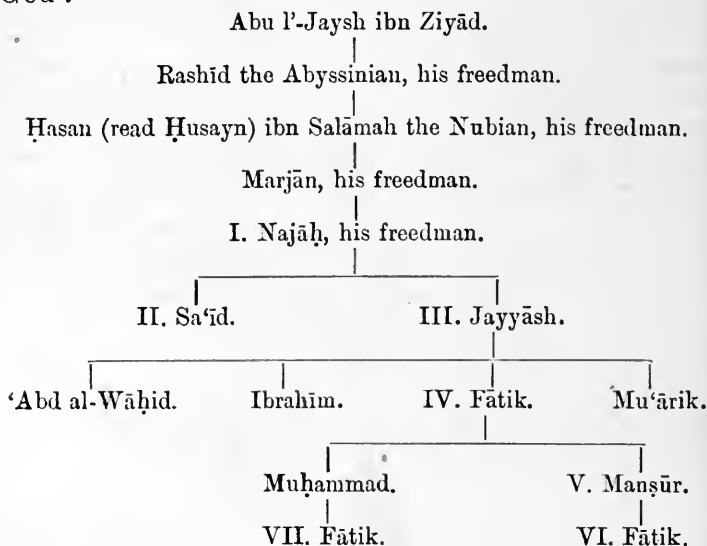 Abu l’-Jaysh ibn Ziyād.
Rashīd the Abyssinian, his freedman.
Ḥasan (read Ḥusayn) ibn Salāmah the Nubian, his freedman.
Marjān, his freedman.
I. Najāḥ, his freedman.
II. Sa‘īd. III. Jayyāsh.
‘Abd al-Wāḥid. Ibrahīm. IV. Fātik. Mu‘ārik.
Muḥammad. V. Manṣūr.
VII. Fātik. VI. Fātik.